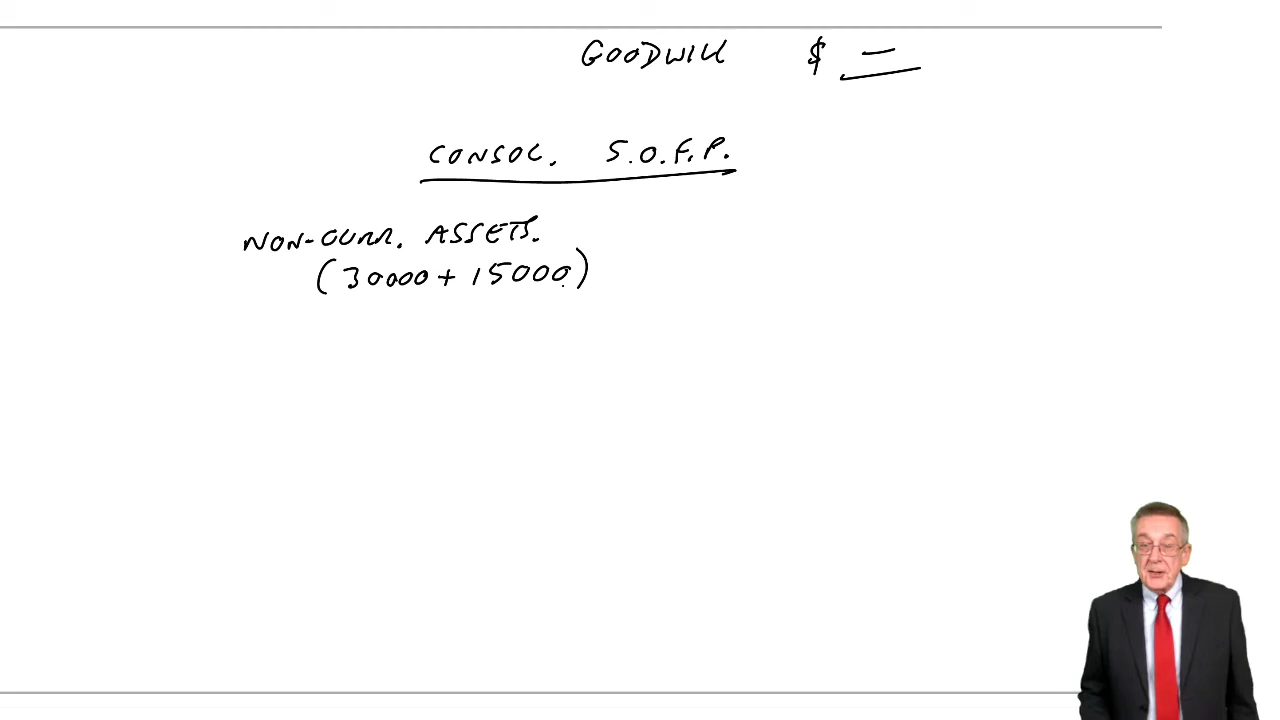 GOODWILL $ —
CONSOL. S.O.F.P.
NON-CURR. ASSETS.
(30000 + 15000)